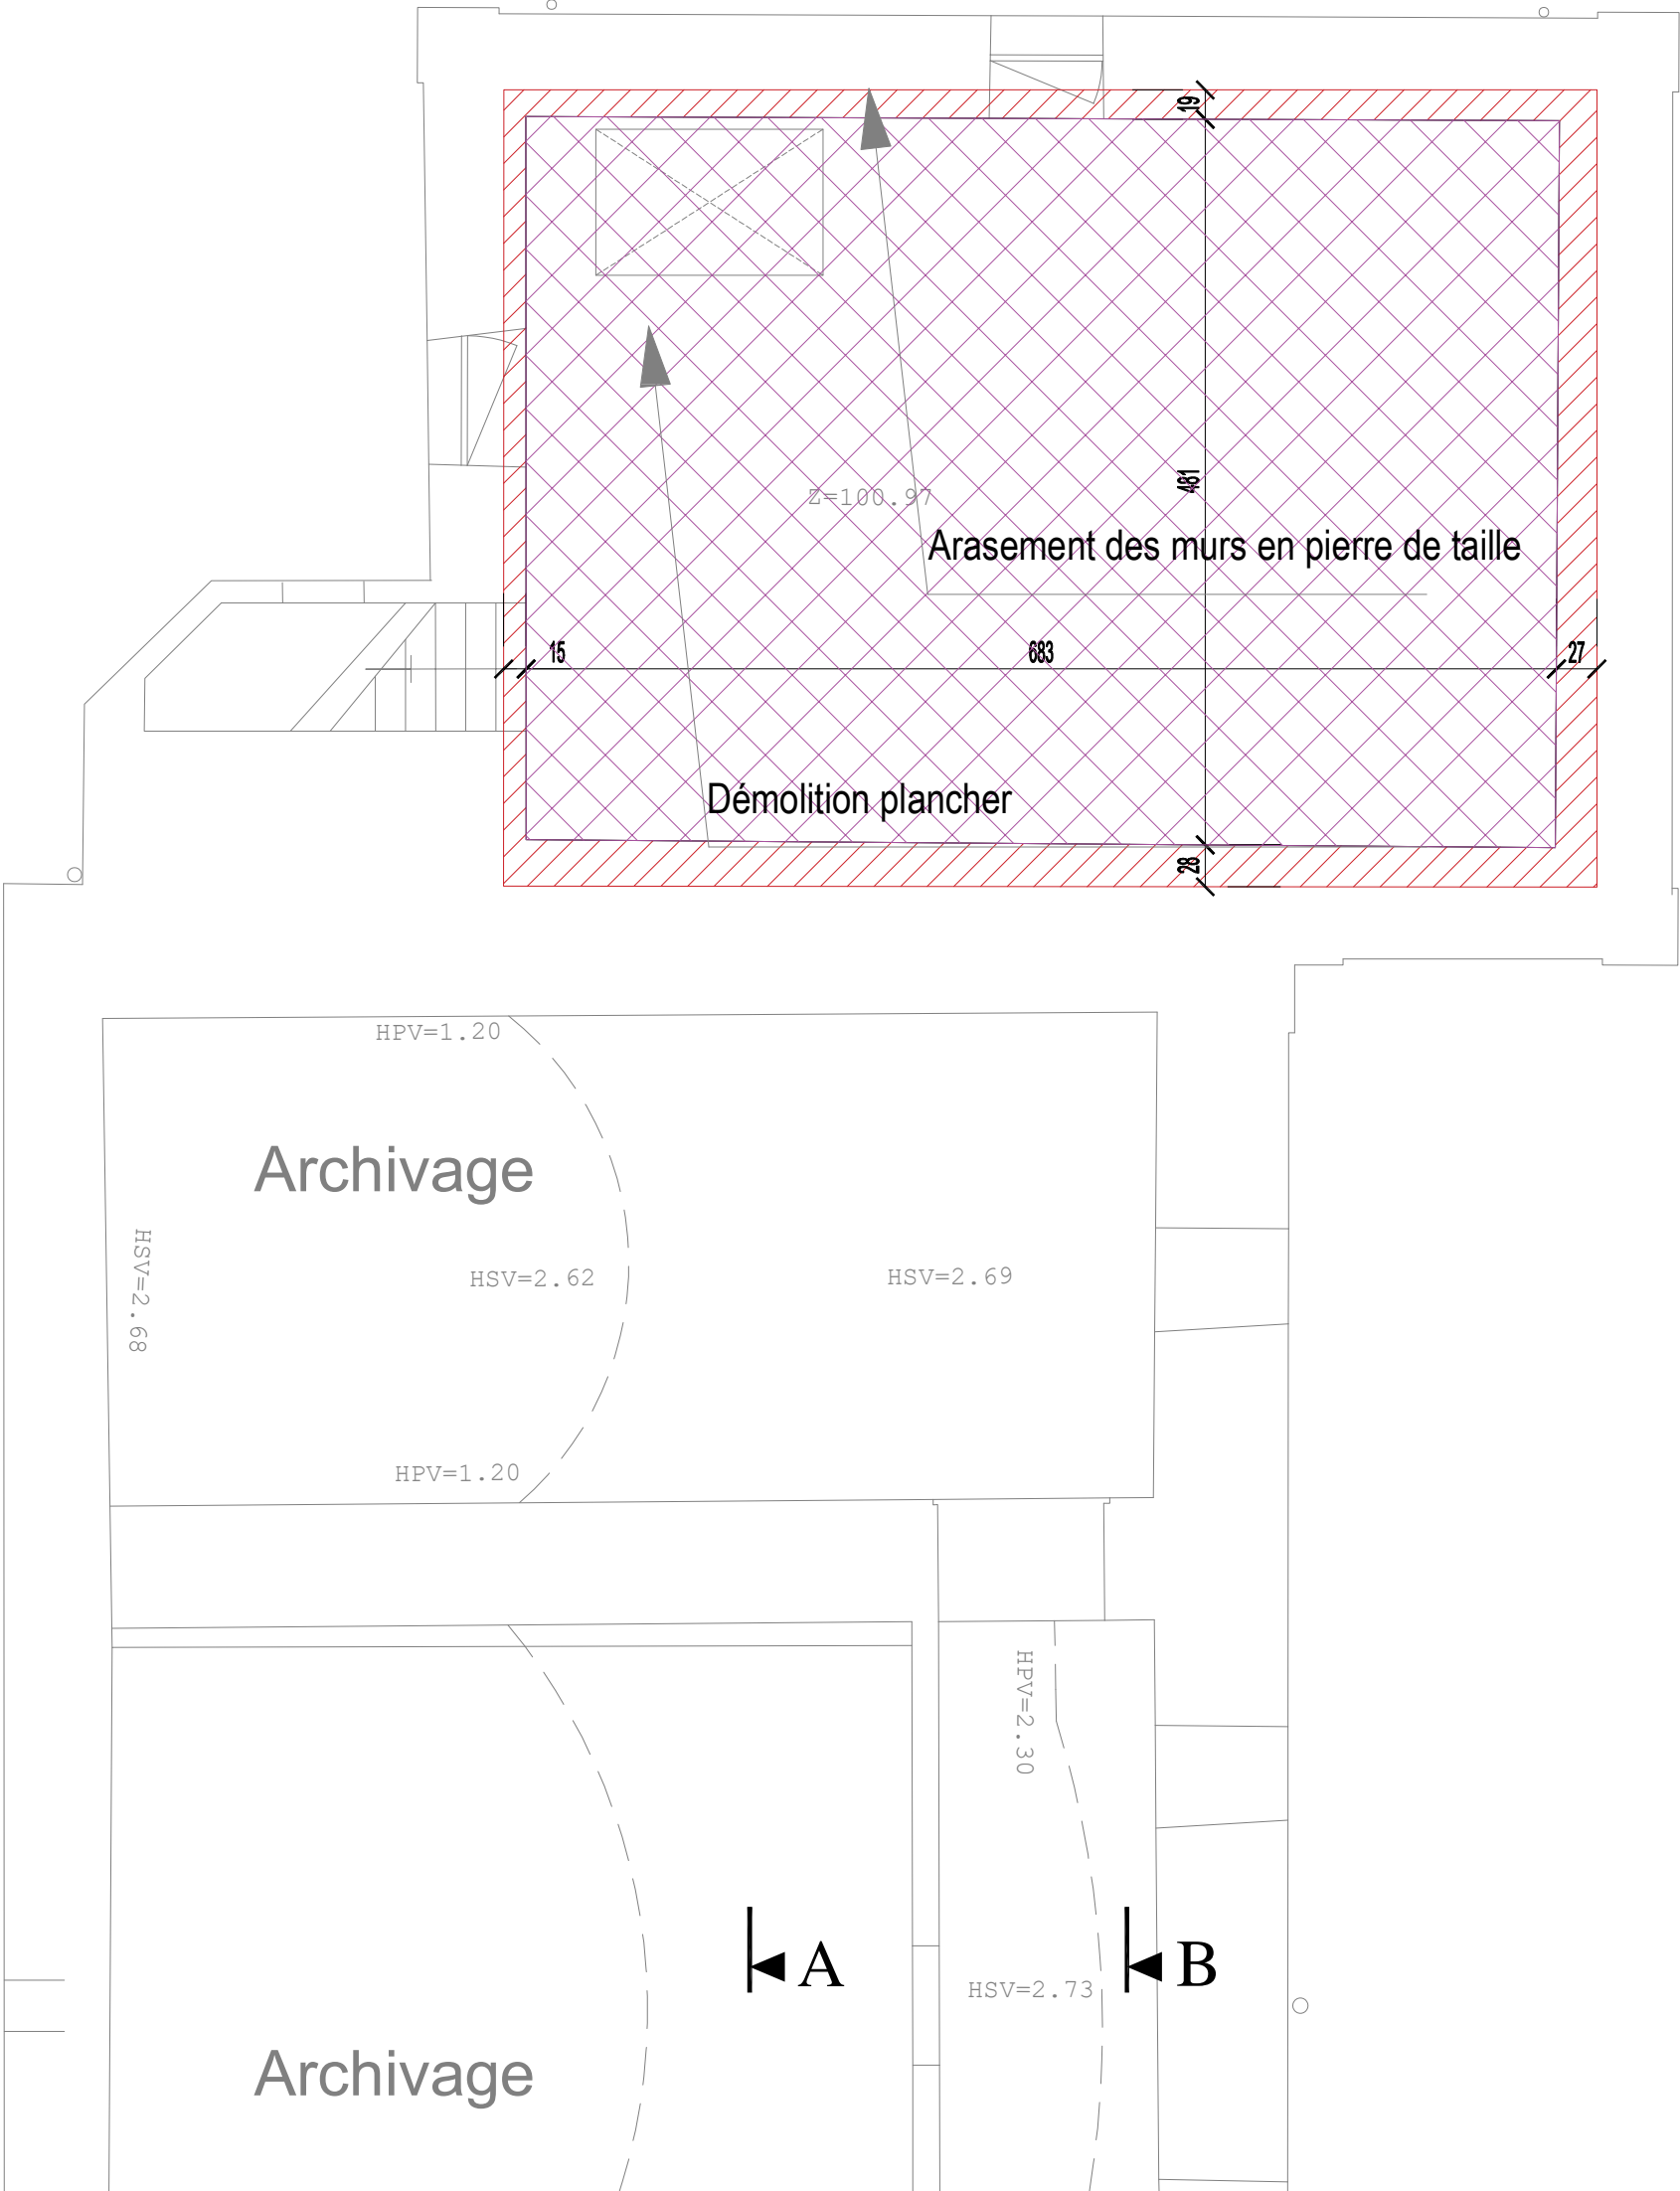 19
481
Z=100.97
Arasement des murs en pierre de taille
15
683
27
Démolition plancher
28
HPV=1.20
Archivage
HSV=2.68
HSV=2.62
HSV=2.69
HPV=1.20
HPV=2.30
A
B
HSV=2.73
Archivage